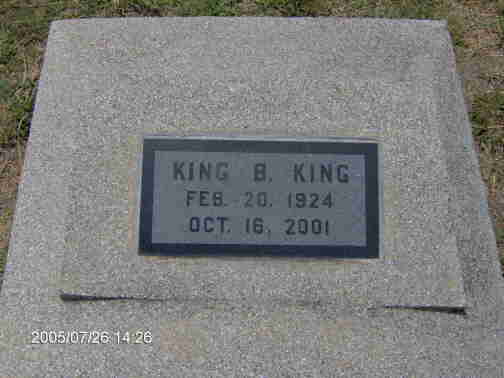 KING B. KING
FEB. 20, 1924
OCT. 16, 2001
2005/07/26 14:26